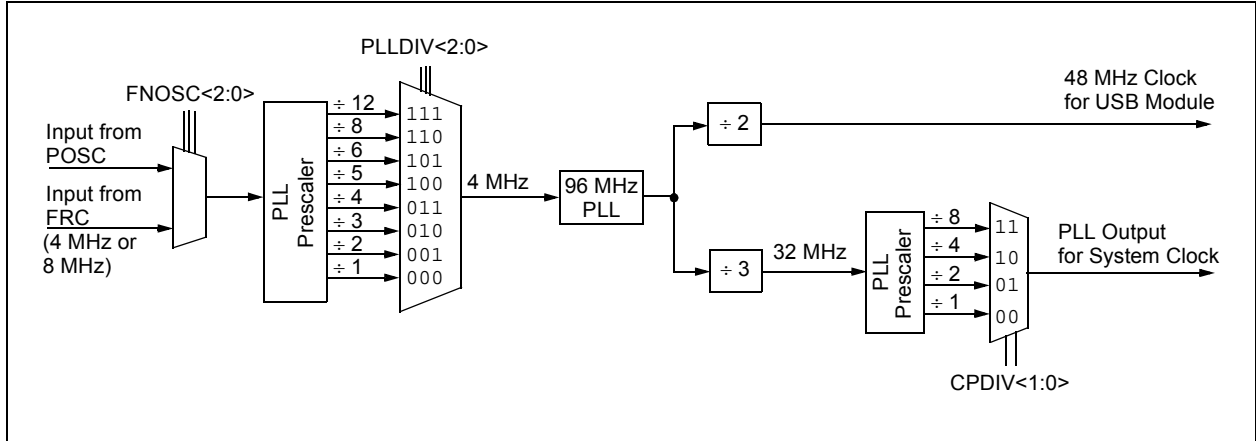 PLLDIV<2:0>
FNOSC<2:0>
Input from
POSC
Input from
FRC
(4 MHz or
8 MHz)
PLL
Prescaler
÷ 12
÷ 8
÷ 6
÷ 5
÷ 4
÷ 3
÷ 2
÷ 1
111
110
101
100
011
010
001
000
4 MHz
96 MHz
PLL
÷ 2
48 MHz Clock
for USB Module
÷ 3
32 MHz
PLL
Prescaler
÷ 8
÷ 4
÷ 2
÷ 1
11
10
01
00
PLL Output
for System Clock
CPDIV<1:0>